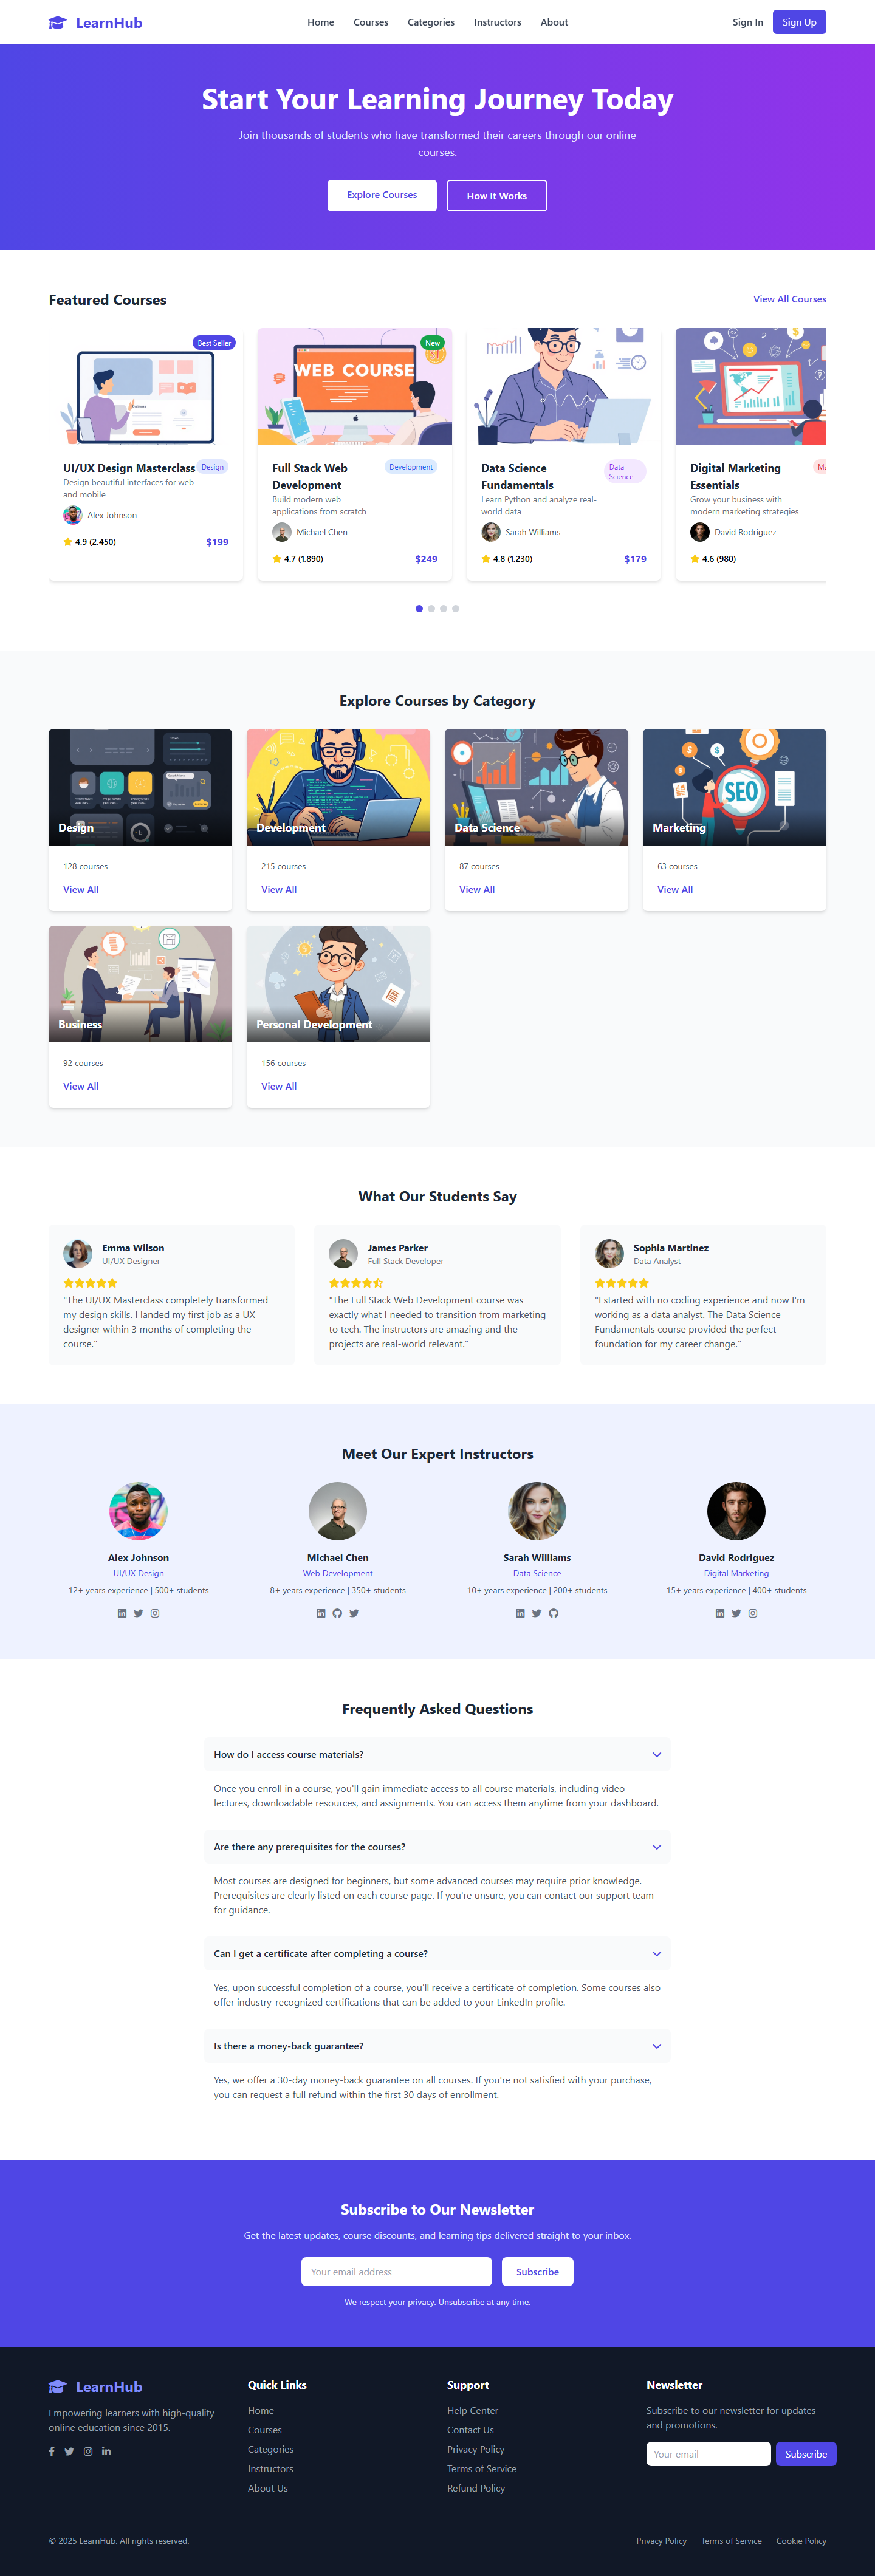 LearnHub
Home
Courses
Categories
Instructors
About
Sign In
Sign Up
Start Your Learning Journey Today
Join thousands of students who have transformed their careers through our online
courses.
Explore Courses
How It Works
Featured Courses
View All Courses
Best Seller
UI/UX Design Masterclass
Design
Design beautiful interfaces for web
and mobile
Alex Johnson
4.9 (2,450)
$199
New
WEB COURSE
Full Stack Web
Development
Development
Build modern web
applications from scratch
Michael Chen
4.7 (1,890)
$249
Data Science
Fundamentals
Data
Science
Learn Python and analyze real-
world data
Sarah Williams
4.8 (1,230)
$179
Digital Marketing
Essentials
Grow your business with
modern marketing strategies
David Rodriguez
4.6 (980)
Explore Courses by Category
Design
128 courses
View All
Development
215 courses
View All
Data Science
87 courses
View All
SEO
Marketing
63 courses
View All
Business
92 courses
View All
Personal Development
156 courses
View All
What Our Students Say
Emma Wilson
UI/UX Designer
"The UI/UX Masterclass completely transformed
my design skills. I landed my first job as a UX
designer within 3 months of completing the
course."
James Parker
Full Stack Developer
"The Full Stack Web Development course was
exactly what I needed to transition from marketing
to tech. The instructors are amazing and the
projects are real-world relevant."
Sophia Martinez
Data Analyst
"I started with no coding experience and now I'm
working as a data analyst. The Data Science
Fundamentals course provided the perfect
foundation for my career change."
Meet Our Expert Instructors
Alex Johnson
UI/UX Design
12+ years experience | 500+ students
Michael Chen
Web Development
8+ years experience | 350+ students
Sarah Williams
Data Science
10+ years experience | 200+ students
David Rodriguez
Digital Marketing
15+ years experience | 400+ students
Frequently Asked Questions
How do I access course materials?
Once you enroll in a course, you'll gain immediate access to all course materials, including video
lectures, downloadable resources, and assignments. You can access them anytime from your dashboard.
Are there any prerequisites for the courses?
Most courses are designed for beginners, but some advanced courses may require prior knowledge.
Prerequisites are clearly listed on each course page. If you're unsure, you can contact our support team
for guidance.
Can I get a certificate after completing a course?
Yes, upon successful completion of a course, you'll receive a certificate of completion. Some courses also
offer industry-recognized certifications that can be added to your LinkedIn profile.
Is there a money-back guarantee?
Yes, we offer a 30-day money-back guarantee on all courses. If you're not satisfied with your purchase,
you can request a full refund within the first 30 days of enrollment.
Subscribe to Our Newsletter
Get the latest updates, course discounts, and learning tips delivered straight to your inbox.
Your email address
Subscribe
We respect your privacy. Unsubscribe at any time.
LearnHub
Empowering learners with high-quality
online education since 2015.
Quick Links
Home
Courses
Categories
Instructors
About Us
Support
Help Center
Contact Us
Privacy Policy
Terms of Service
Refund Policy
Newsletter
Subscribe to our newsletter for updates
and promotions.
Your email
Subscribe
© 2025 LearnHub. All rights reserved.
Privacy Policy
Terms of Service
Cookie Policy